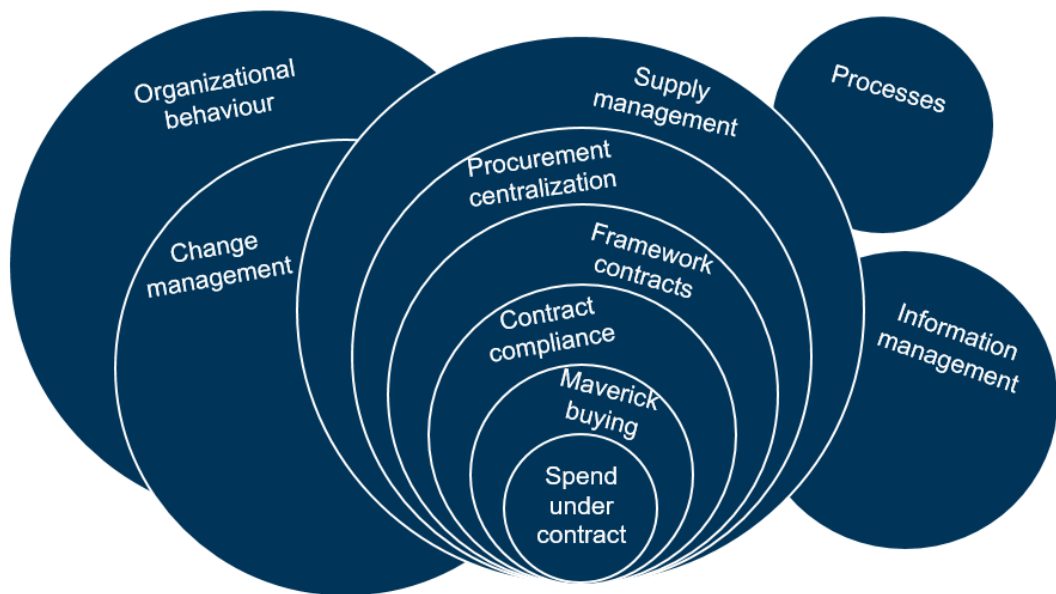 Organizational
behaviour
Change
management
Supply
management
Procurement
centralization
Framework
contracts
Contract
compliance
Maverick
buying
Spend
under
contract
Processes
Information
management